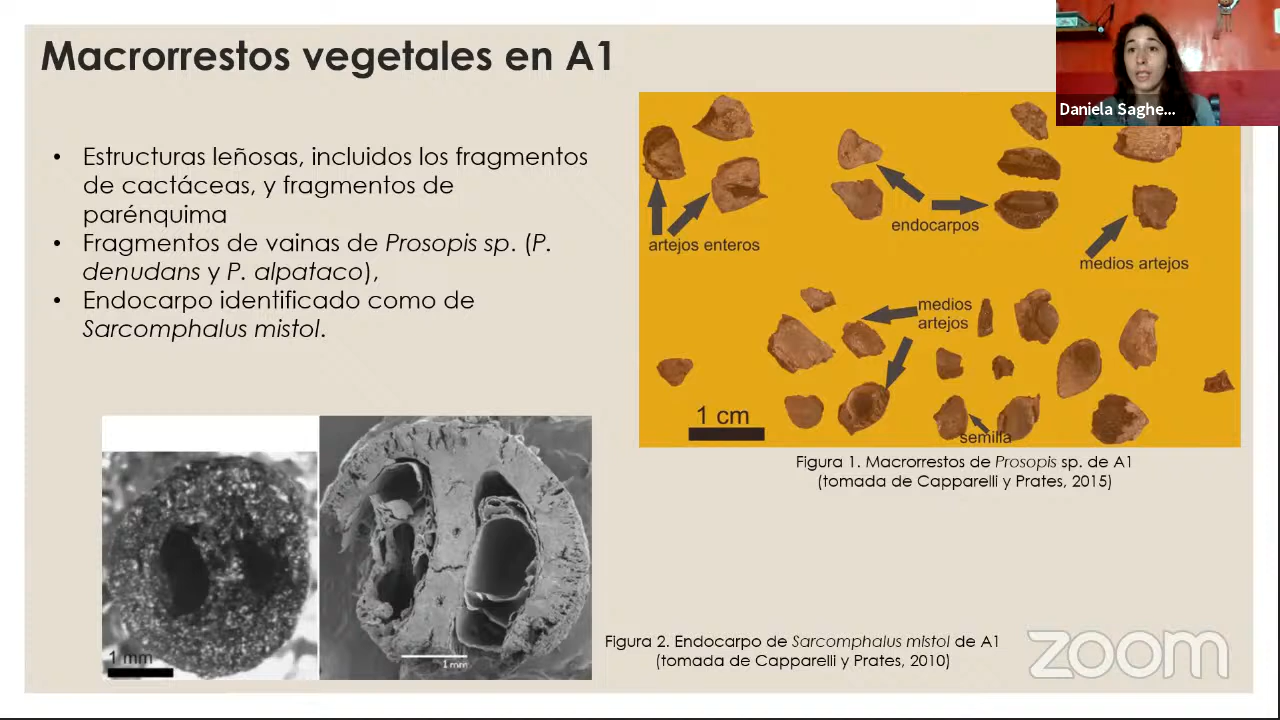 Macrorrestos vegetales en A1
Daniela Saghe...
• Estructuras leñosas, incluidos los fragmentos
de cactáceas, y fragmentos de
parénquima
• Fragmentos de vainas de Prosopis sp. (P.
denudans y P. alpataco),
• Endocarpo identificado como de
Sarcomphalus mistol.
artejos enteros
endocarpos
medios artejos
medios
artejos
1 cm
semilla
Figura 1. Macrorrestos de Prosopis sp. de A1
(tomada de Capparelli y Prates, 2015)
1 mm
1mm
Figura 2. Endocarpo de Sarcomphalus mistol de A1
(tomada de Capparelli y Prates, 2010)
zoom